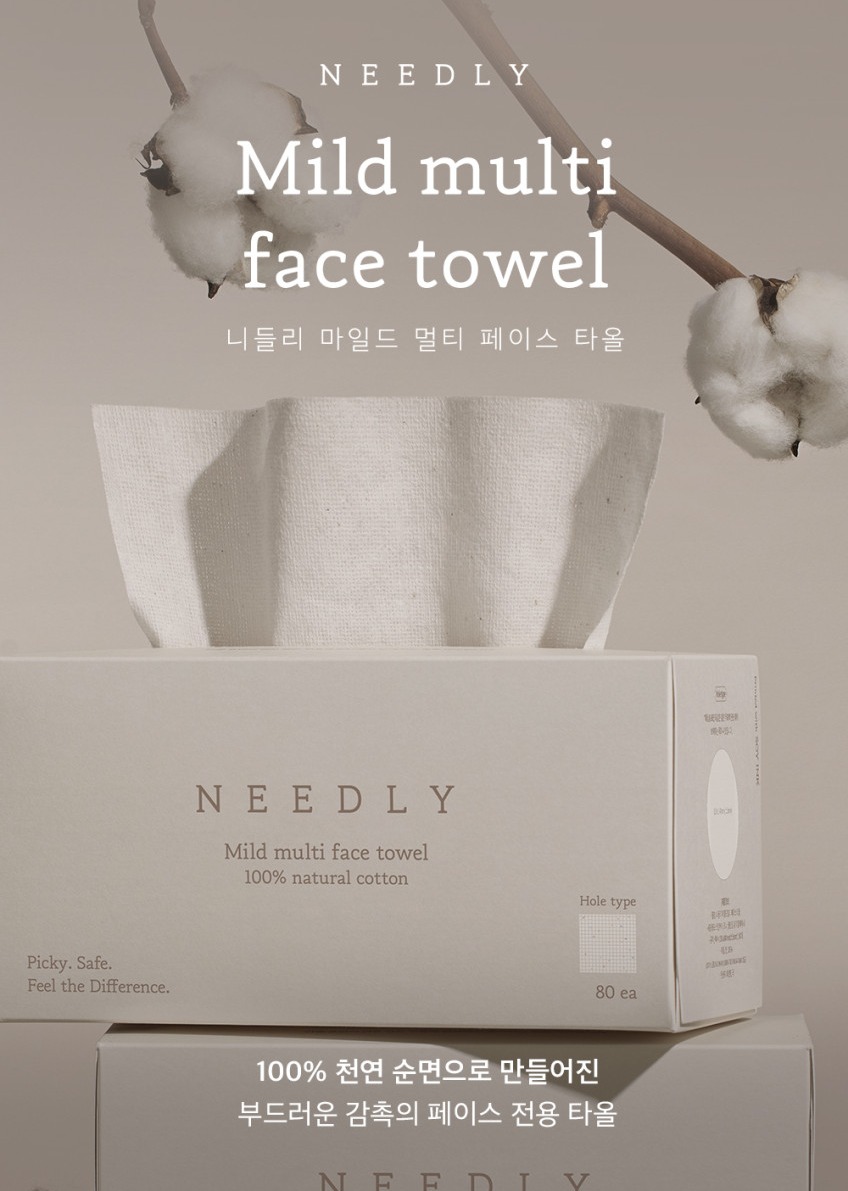 NEEDLY
Mild multi
face towel
니들리 마일드 멀티 페이스 타올
NEEDLY
Mild multi face towel
100% natural cotton
Hole type
80 ea
Picky. Safe.
Feel the Difference.
100% 천연 순면으로 만들어진
부드러운 감촉의 페이스 전용 타올
NEEDLY